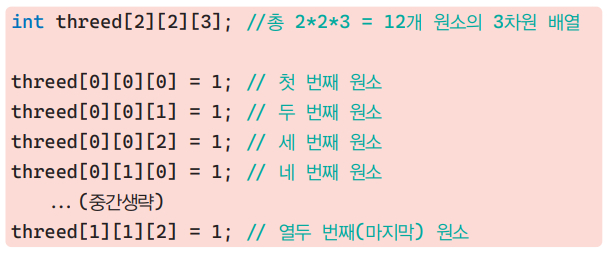 int threed[2][2][3]; //총 2*2*3 = 12개 원소의 3차원 배열
threed[0][0][0] = 1; // 첫 번째 원소
threed[0][0][1] = 1; // 두 번째 원소
threed[0][0][2] = 1; // 세 번째 원소
threed[0][1][0] = 1; // 네 번째 원소
...(중간생략)
threed[1][1][2] = 1; // 열두 번째(마지막) 원소